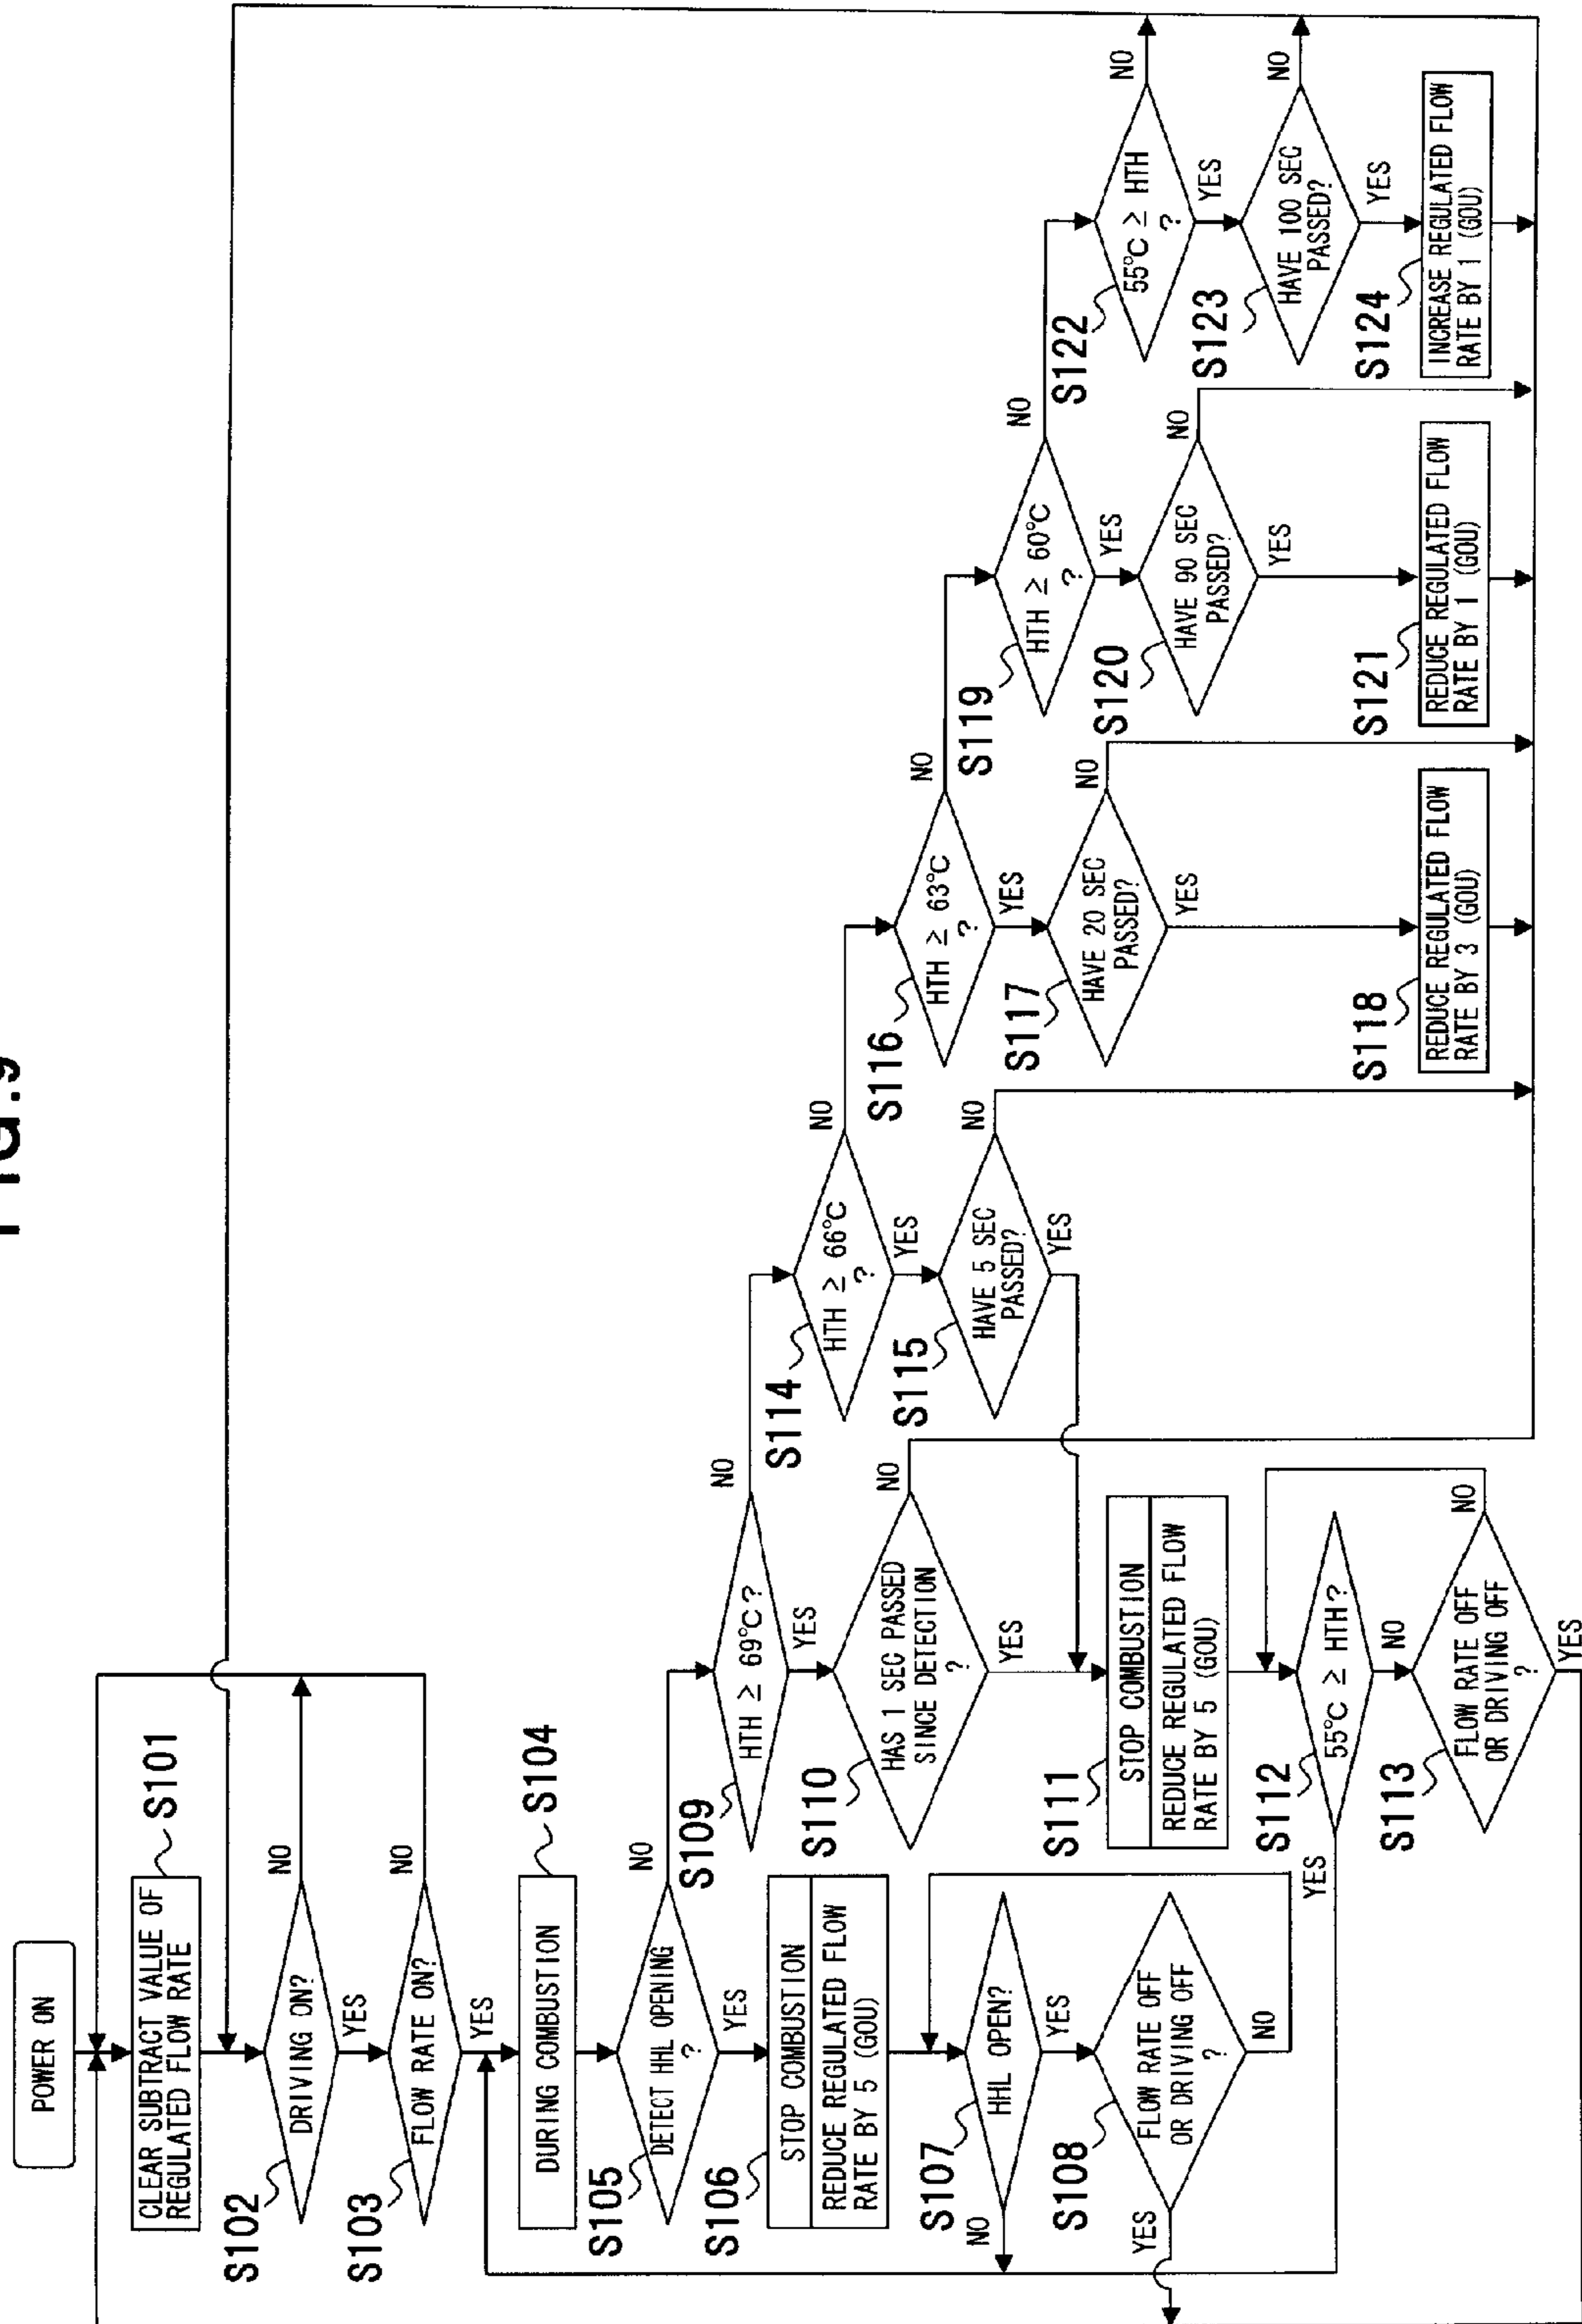 FIG.9
POWER ON
CLEAR SUBTRACT VALUE OF
REGULATED FLOW RATE
S101
DRIVING ON?
S102
NO
YES
FLOW RATE ON?
S103
NO
YES
DURING COMBUSTION
S104
DETECT HHL OPENING
?
S105
NO
YES
STOP COMBUSTION
REDUCE REGULATED FLOW
RATE BY 5 (GOU)
S106
HHL OPEN?
S107
NO
YES
FLOW RATE OFF
OR DRIVING OFF
?
S108
YES
NO
HTH ≥ 69°C?
S109
NO
YES
HAS 1 SEC PASSED
SINCE DETECTION
?
S110
NO
YES
STOP COMBUSTION
REDUCE REGULATED FLOW
RATE BY 5 (GOU)
S111
55°C ≥ HTH?
S112
YES
NO
FLOW RATE OFF
OR DRIVING OFF
?
S113
NO
YES
HTH ≥ 66°C
?
S114
NO
YES
HAVE 5 SEC
PASSED?
S115
NO
YES
HTH ≥ 63°C
?
S116
NO
YES
HAVE 20 SEC
PASSED?
S117
NO
YES
REDUCE REGULATED FLOW
RATE BY 3 (GOU)
S118
HTH ≥ 60°C
?
S119
NO
YES
HAVE 90 SEC
PASSED?
S120
NO
YES
REDUCE REGULATED FLOW
RATE BY 1 (GOU)
S121
55°C ≥ HTH
?
S122
NO
YES
HAVE 100 SEC
PASSED?
S123
NO
YES
INCREASE REGULATED FLOW
RATE BY 1 (GOU)
S124